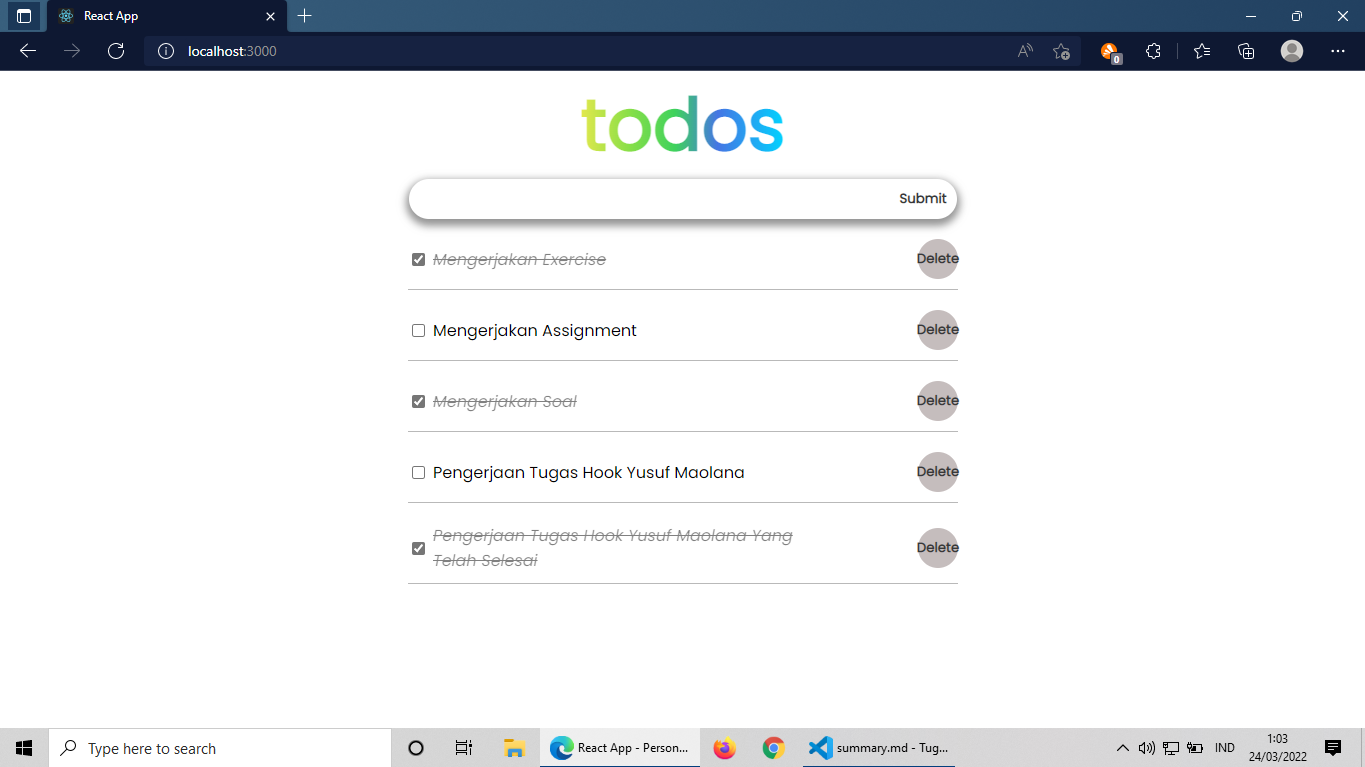 React App
localhost:3000
0
todos
Submit
Mengerjakan Exercise
Delete
Mengerjakan Assignment
Delete
Mengerjakan Soal
Delete
Pengerjaan Tugas Hook Yusuf Maolana
Delete
Pengerjaan Tugas Hook Yusuf Maolana Yang
Telah Selesai
Delete
Type here to search
React App - Person...
summary.md - Tug...
IND
1:03
24/03/2022